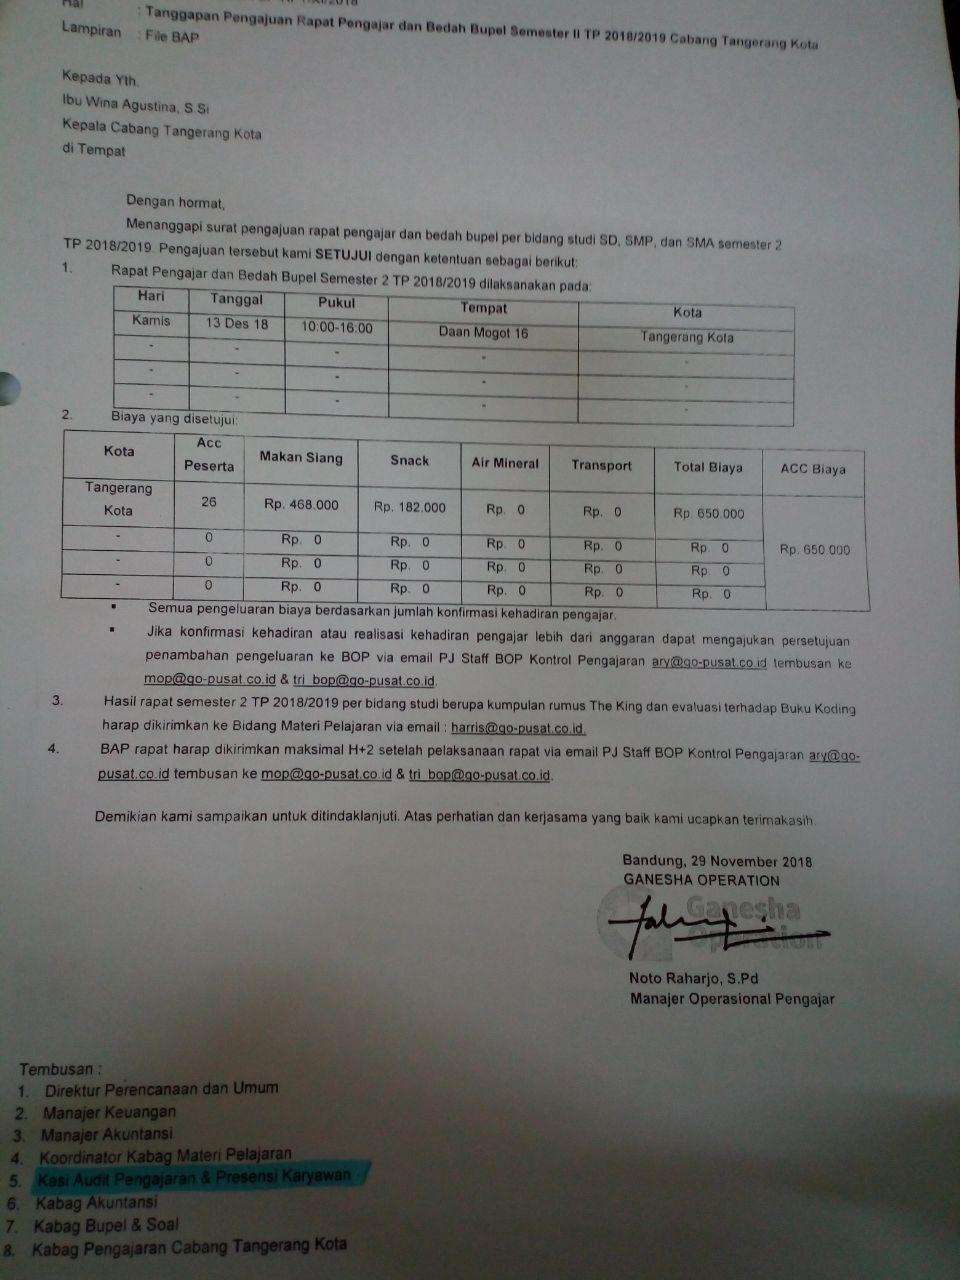 Hal : Tanggapan Pengajuan Rapat Pengajar dan Bedah Bupel Semester II TP 2018/2019 Cabang Tangerang Kota
Lampiran : File BAP
Kepada Yth.
Ibu Wina Agustina, S.Si
Kepala Cabang Tangerang Kota
di Tempat
Dengan hormat,
Menanggapi surat pengajuan rapat pengajar dan bedah bupel per bidang studi SD, SMP, dan SMA semester 2
TP 2018/2019. Pengajuan tersebut kami SETUJUI dengan ketentuan sebagai berikut:
1. Rapat Pengajar dan Bedah Bupel Semester 2 TP 2018/2019 dilaksanakan pada:
Hari Tanggal Pukul Tempat Kota
Kamis 13 Des 18 10:00-16:00 Daan Mogot 16 Tangerang Kota
- - - - -
- - - - -
- - - - -
2. Biaya yang disetujui:
Kota Acc Peserta Makan Siang Snack Air Mineral Transport Total Biaya ACC Biaya
Tangerang Kota 26 Rp. 468.000 Rp. 182.000 Rp. 0 Rp. 0 Rp. 650.000 Rp. 650.000
- 0 Rp. 0 Rp. 0 Rp. 0 Rp. 0 Rp. 0
- 0 Rp. 0 Rp. 0 Rp. 0 Rp. 0 Rp. 0
- 0 Rp. 0 Rp. 0 Rp. 0 Rp. 0 Rp. 0
▪ Semua pengeluaran biaya berdasarkan jumlah konfirmasi kehadiran pengajar.
▪ Jika konfirmasi kehadiran atau realisasi kehadiran pengajar lebih dari anggaran dapat mengajukan persetujuan
penambahan pengeluaran ke BOP via email PJ Staff BOP Kontrol Pengajaran ary@go-pusat.co.id tembusan ke
mop@go-pusat.co.id & tri_bop@go-pusat.co.id.
3. Hasil rapat semester 2 TP 2018/2019 per bidang studi berupa kumpulan rumus The King dan evaluasi terhadap Buku Koding
harap dikirimkan ke Bidang Materi Pelajaran via email : harris@go-pusat.co.id.
4. BAP rapat harap dikirimkan maksimal H+2 setelah pelaksanaan rapat via email PJ Staff BOP Kontrol Pengajaran ary@go-
pusat.co.id tembusan ke mop@go-pusat.co.id & tri_bop@go-pusat.co.id.
Demikian kami sampaikan untuk ditindaklanjuti. Atas perhatian dan kerjasama yang baik kami ucapkan terimakasih.
Bandung, 29 November 2018
GANESHA OPERATION
Ganesha
Operation
Noto Raharjo, S.Pd
Manajer Operasional Pengajar
Tembusan :
1. Direktur Perencanaan dan Umum
2. Manajer Keuangan
3. Manajer Akuntansi
4. Koordinator Kabag Materi Pelajaran
5. Kasi Audit Pengajaran & Presensi Karyawan
6. Kabag Akuntansi
7. Kabag Bupel & Soal
8. Kabag Pengajaran Cabang Tangerang Kota